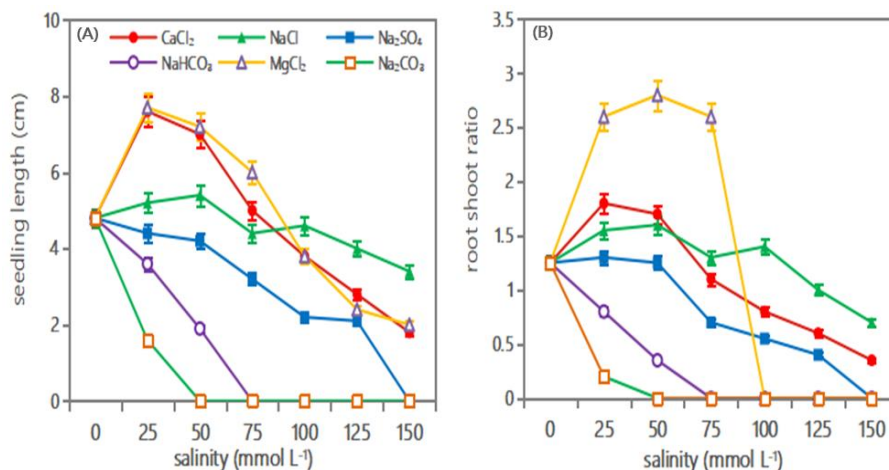 (A)
CaCl₂ NaCl Na₂SO₄
NaHCO₃ MgCl₂ Na₂CO₃
seedling length (cm)
10
8
6
4
2
0
0 25 50 75 100 125 150
salinity (mmol L⁻¹)
(B)
root shoot ratio
3.5
3
2.5
2
1.5
1
0.5
0
0 25 50 75 100 125 150
salinity (mmol L⁻¹)